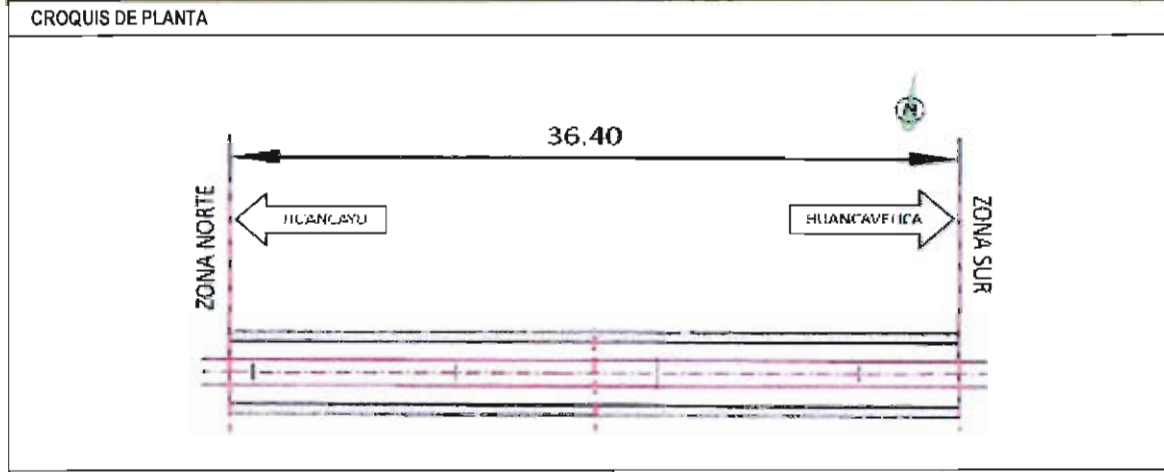 CROQUIS DE PLANTA
N
36.40
ZONA NORTE
HUANCAYO
HUANCAVELICA
ZONA SUR